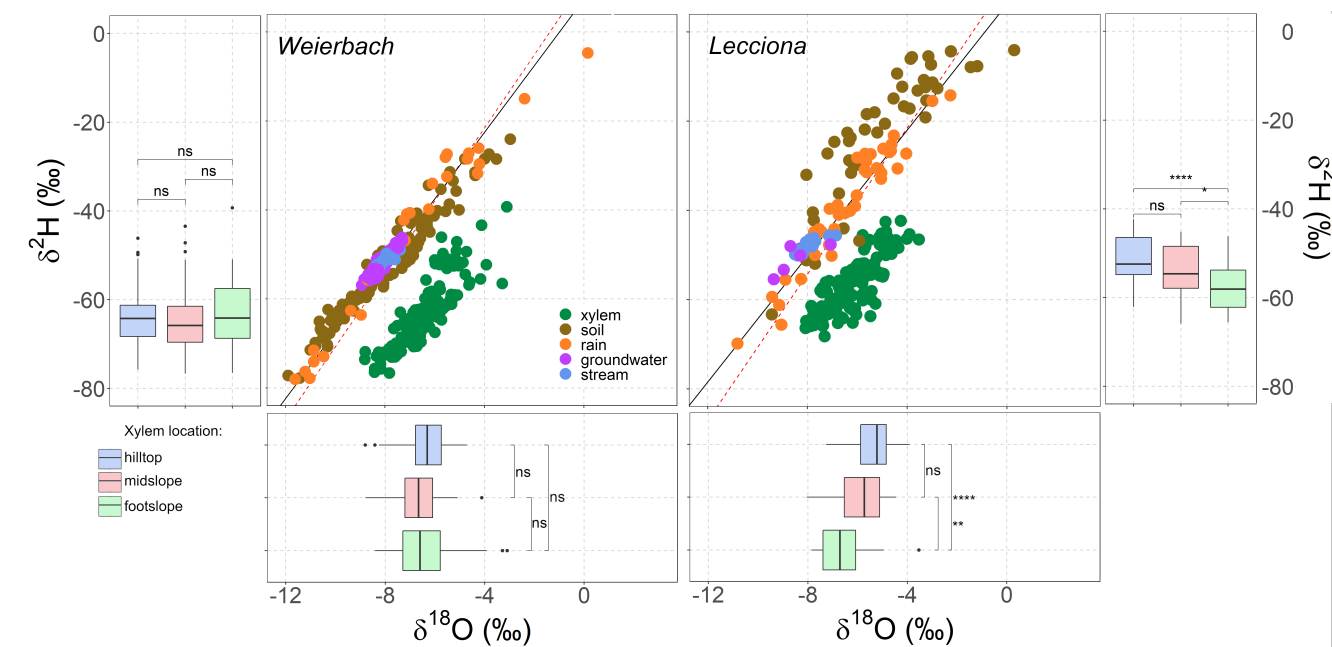 Weierbach
Lecciona
0
-20
-40
-60
-80
δ²H (‰)
ns
ns
ns
xylem
soil
rain
groundwater
stream
****
*
ns
0
-20
-40
-60
-80
δ²H (‰)
Xylem location:
hilltop
midslope
footslope
ns
ns
ns
ns
****
**
-12 -8 -4 0
δ¹⁸O (‰)
-12 -8 -4 0
δ¹⁸O (‰)